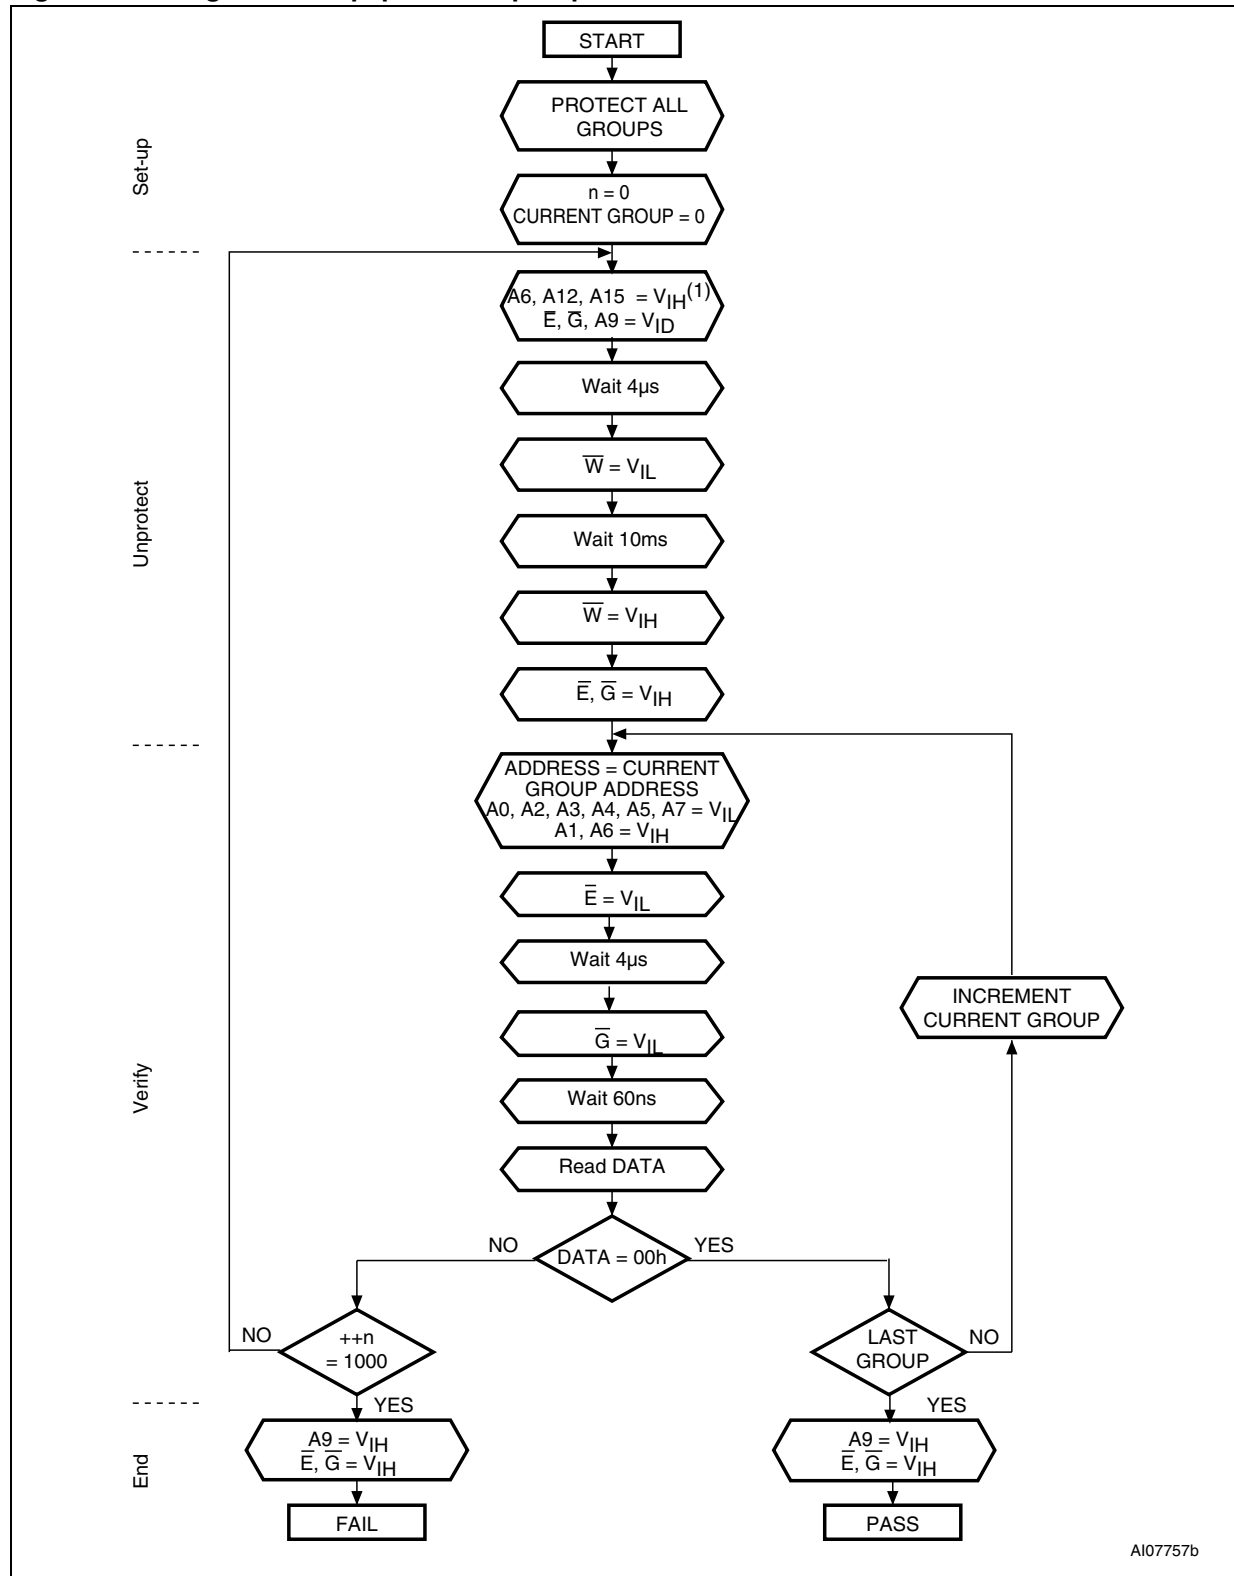 START
PROTECT ALL
GROUPS
Set-up
n = 0
CURRENT GROUP = 0
A6, A12, A15 = VIH(1)
E̅, G̅, A9 = VID
Wait 4µs
W̅ = VIL
Unprotect
Wait 10ms
W̅ = VIH
E̅, G̅ = VIH
ADDRESS = CURRENT
GROUP ADDRESS
A0, A2, A3, A4, A5, A7 = VIL
A1, A6 = VIH
E̅ = VIL
Wait 4µs
INCREMENT
CURRENT GROUP
G̅ = VIL
Verify
Wait 60ns
Read DATA
NO
DATA = 00h
YES
NO
++n
= 1000
LAST
GROUP
NO
YES
YES
End
A9 = VIH
E̅, G̅ = VIH
A9 = VIH
E̅, G̅ = VIH
FAIL
PASS
AI07757b